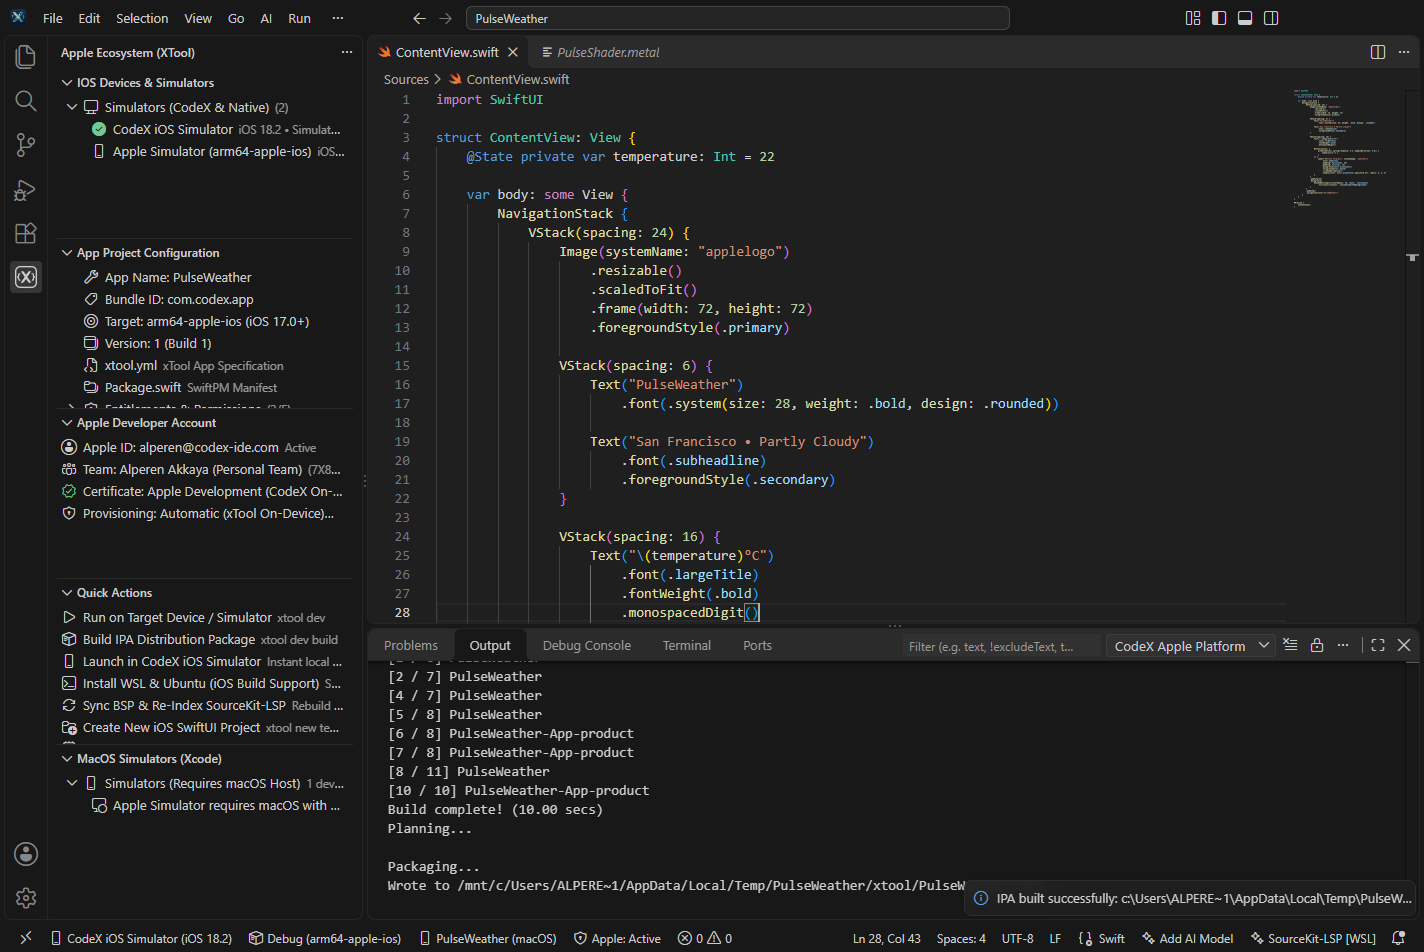 File Edit Selection View Go AI Run ···
PulseWeather
Apple Ecosystem (XTool)
IOS Devices & Simulators
Simulators (CodeX & Native) (2)
CodeX iOS Simulator iOS 18.2 • Simulat...
Apple Simulator (arm64-apple-ios) iOS...
App Project Configuration
App Name: PulseWeather
Bundle ID: com.codex.app
Target: arm64-apple-ios (iOS 17.0+)
Version: 1 (Build 1)
xtool.yml xTool App Specification
Package.swift SwiftPM Manifest
Apple Developer Account
Apple ID: alperen@codex-ide.com Active
Team: Alperen Akkaya (Personal Team) (7X8...
Certificate: Apple Development (CodeX On-...
Provisioning: Automatic (xTool On-Device)...
Quick Actions
Run on Target Device / Simulator xtool dev
Build IPA Distribution Package xtool dev build
Launch in CodeX iOS Simulator Instant local ...
Install WSL & Ubuntu (iOS Build Support) S...
Sync BSP & Re-Index SourceKit-LSP Rebuild ...
Create New iOS SwiftUI Project xtool new te...
MacOS Simulators (Xcode)
Simulators (Requires macOS Host) 1 dev...
Apple Simulator requires macOS with ...
ContentView.swift
PulseShader.metal
Sources > ContentView.swift
1 import SwiftUI
2
3 struct ContentView: View {
4 @State private var temperature: Int = 22
5
6 var body: some View {
7 NavigationStack {
8 VStack(spacing: 24) {
9 Image(systemName: "applelogo")
10 .resizable()
11 .scaledToFit()
12 .frame(width: 72, height: 72)
13 .foregroundStyle(.primary)
14
15 VStack(spacing: 6) {
16 Text("PulseWeather")
17 .font(.system(size: 28, weight: .bold, design: .rounded))
18
19 Text("San Francisco • Partly Cloudy")
20 .font(.subheadline)
21 .foregroundStyle(.secondary)
22 }
23
24 VStack(spacing: 16) {
25 Text("\(temperature)°C")
26 .font(.largeTitle)
27 .fontWeight(.bold)
28 .monospacedDigit()
Problems Output Debug Console Terminal Ports
Filter (e.g. text, !excludeText, t...
CodeX Apple Platform
[2 / 7] PulseWeather
[4 / 7] PulseWeather
[5 / 8] PulseWeather
[6 / 8] PulseWeather-App-product
[7 / 8] PulseWeather-App-product
[8 / 11] PulseWeather
[10 / 10] PulseWeather-App-product
Build complete! (10.00 secs)
Planning...
Packaging...
Wrote to /mnt/c/Users/ALPERE~1/AppData/Local/Temp/PulseWeather/xtool/PulseW
IPA built successfully: c:\Users\ALPERE~1\AppData\Local\Temp\PulseW...
CodeX iOS Simulator (iOS 18.2) Debug (arm64-apple-ios) PulseWeather (macOS) Apple: Active 0 0 Ln 28, Col 43 Spaces: 4 UTF-8 LF Swift Add AI Model SourceKit-LSP [WSL]